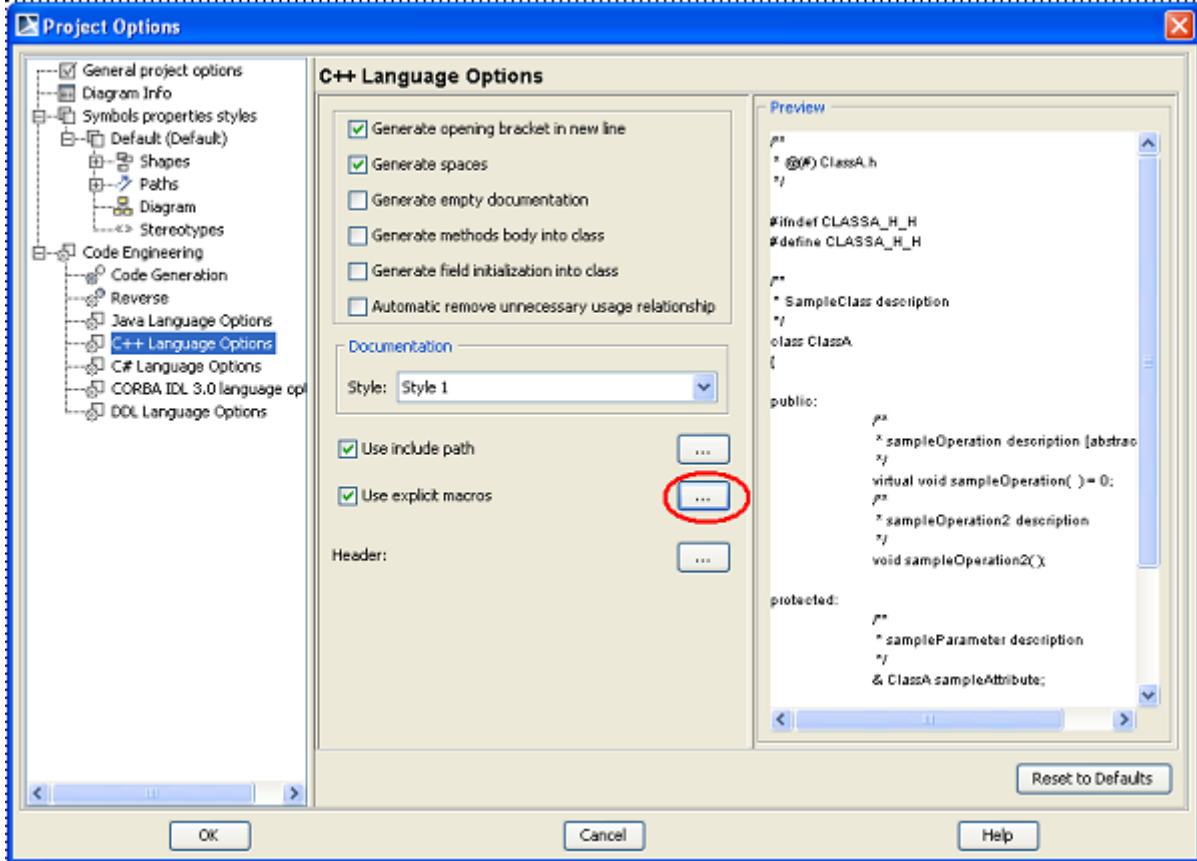 Project Options
General project options
Diagram Info
Symbols properties styles
Default (Default)
Shapes
Paths
Diagram
Stereotypes
Code Engineering
Code Generation
Reverse
Java Language Options
C++ Language Options
C# Language Options
CORBA IDL 3.0 language opt
DDL Language Options
C++ Language Options
Generate opening bracket in new line
Generate spaces
Generate empty documentation
Generate methods body into class
Generate field initialization into class
Automatic remove unnecessary usage relationship
Documentation
Style: Style 1
Use include path ...
Use explicit macros ...
Header: ...
Preview
/**
* @(#) ClassA.h
*/
#ifndef CLASSA_H_H
#define CLASSA_H_H
/**
* SampleClass description
*/
class ClassA
{
public:
/**
* sampleOperation description [abstrac
*/
virtual void sampleOperation( ) = 0;
/**
* sampleOperation2 description
*/
void sampleOperation2();
protected:
/**
* sampleParameter description
*/
& ClassA sampleAttribute;
Reset to Defaults
OK Cancel Help